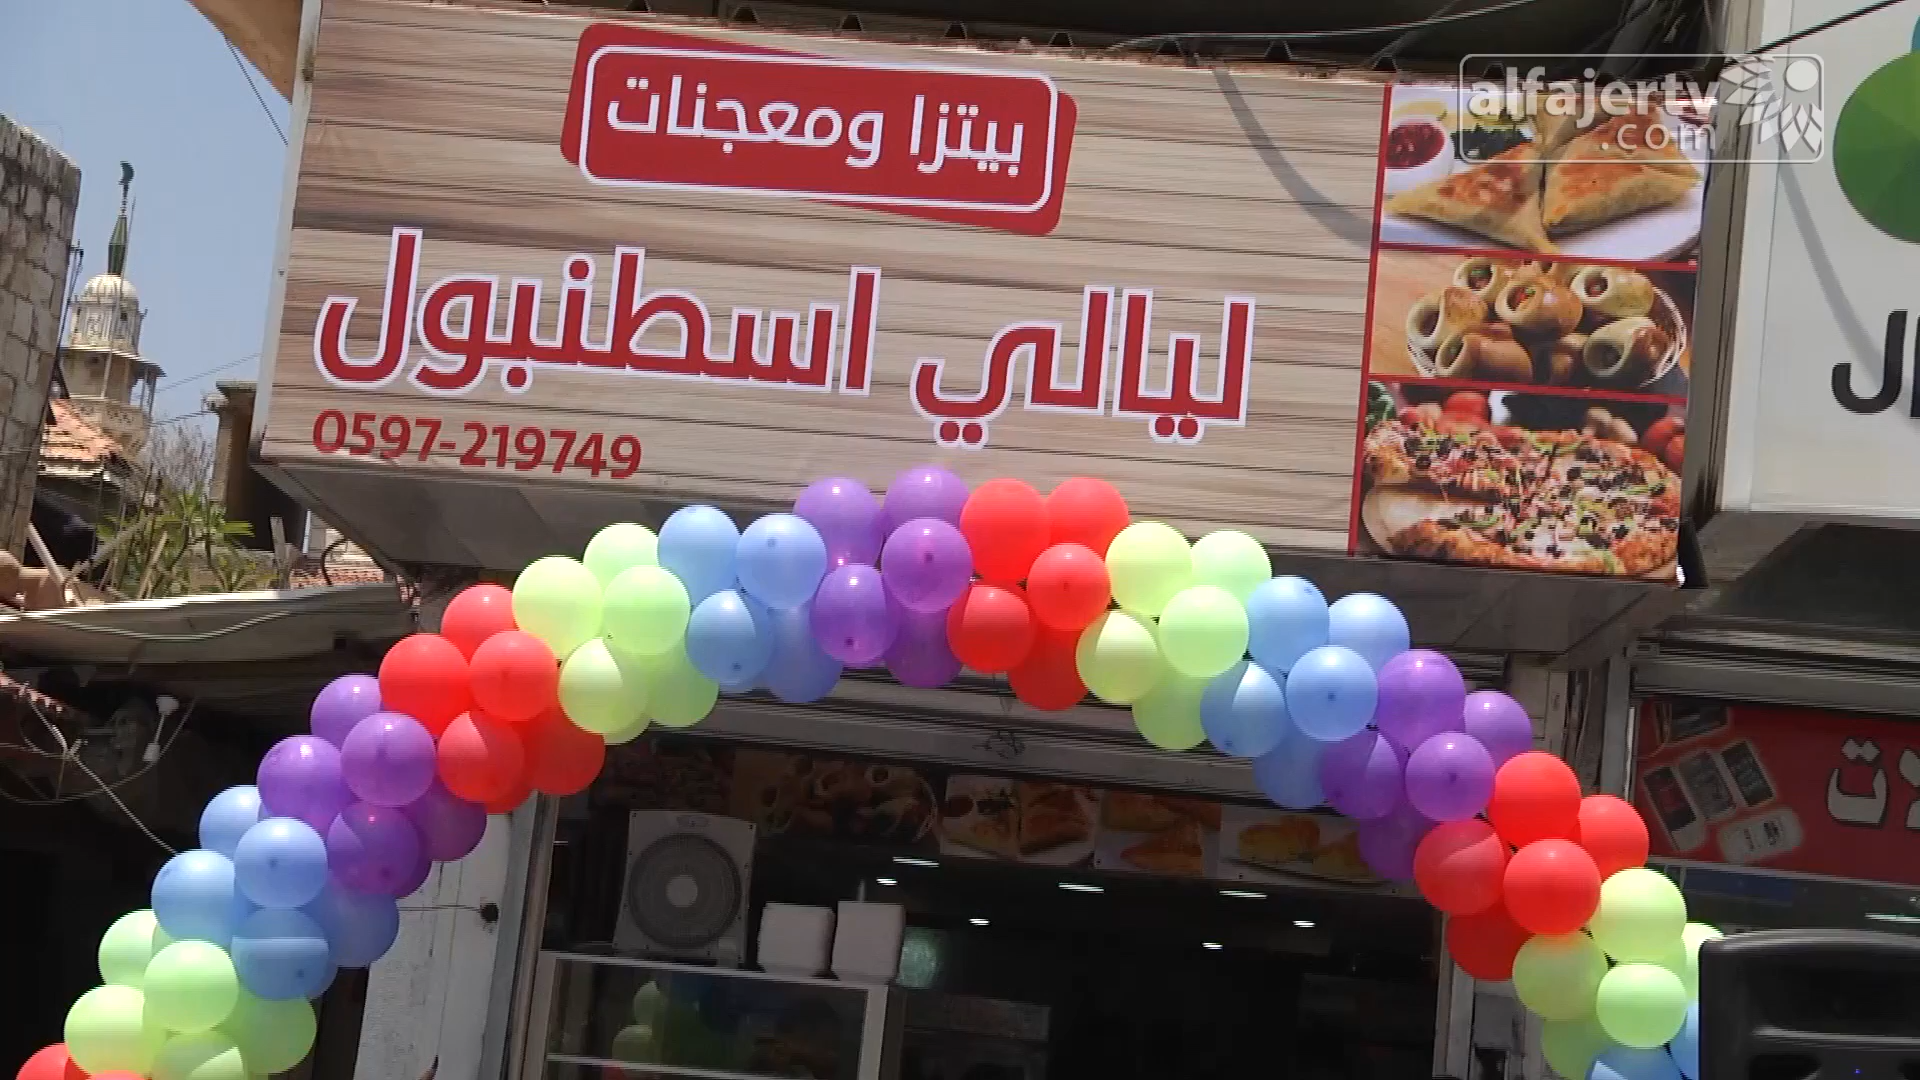 alfajertv
.com
بيتزا ومعجنات
ليالي اسطنبول
0597-219749